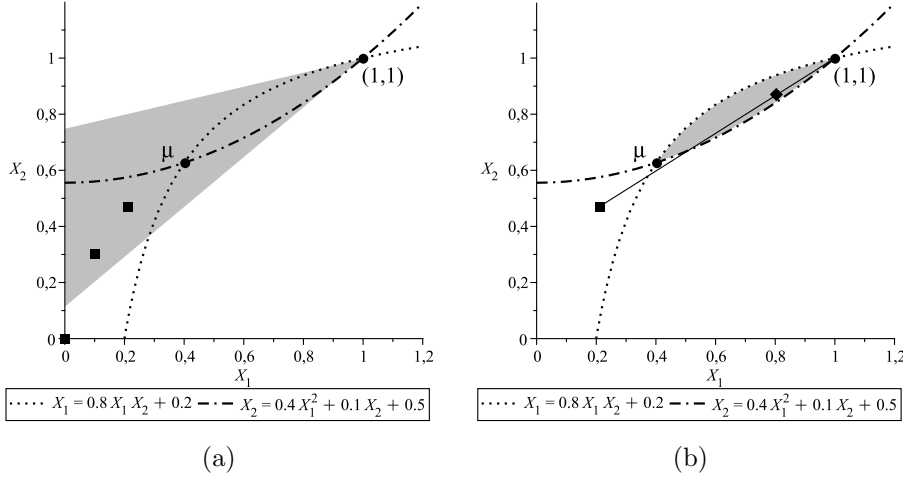 1
(1,1)
0,8
μ
0,6
X2
0,4
0,2
0
0 0,2 0,4 0,6 0,8 1 1,2
X1
X1 = 0.8 X1 X2 + 0.2 X2 = 0.4 X1^2 + 0.1 X2 + 0.5
(a)
1
(1,1)
0,8
μ
0,6
X2
0,4
0,2
0
0 0,2 0,4 0,6 0,8 1 1,2
X1
X1 = 0.8 X1 X2 + 0.2 X2 = 0.4 X1^2 + 0.1 X2 + 0.5
(b)